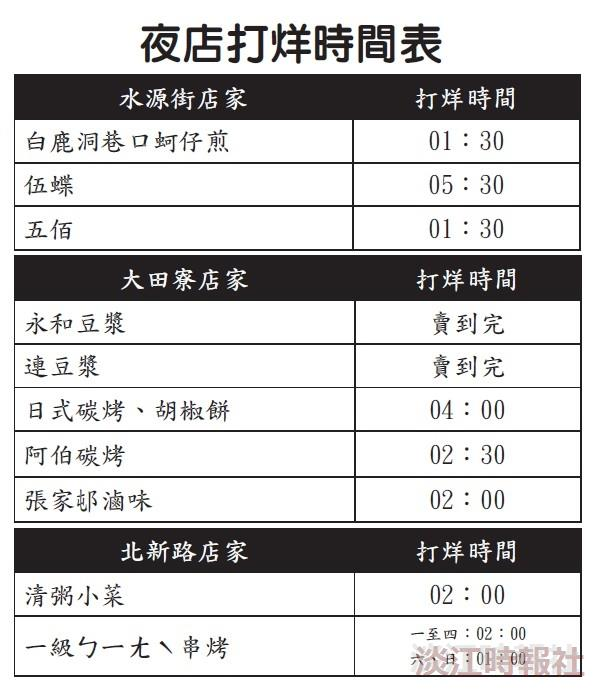 夜店打烊時間表
水源街店家 打烊時間
白鹿洞巷口蚵仔煎 01：30
伍蝶 05：30
五佰 01：30
大田寮店家 打烊時間
永和豆漿 賣到完
連豆漿 賣到完
日式碳烤、胡椒餅 04：00
阿伯碳烤 02：30
張家邨滷味 02：00
北新路店家 打烊時間
清粥小菜 02：00
一級ㄅㄧㄤˋ串烤 一至四：02：00
六、日：01：00
淡江時報社